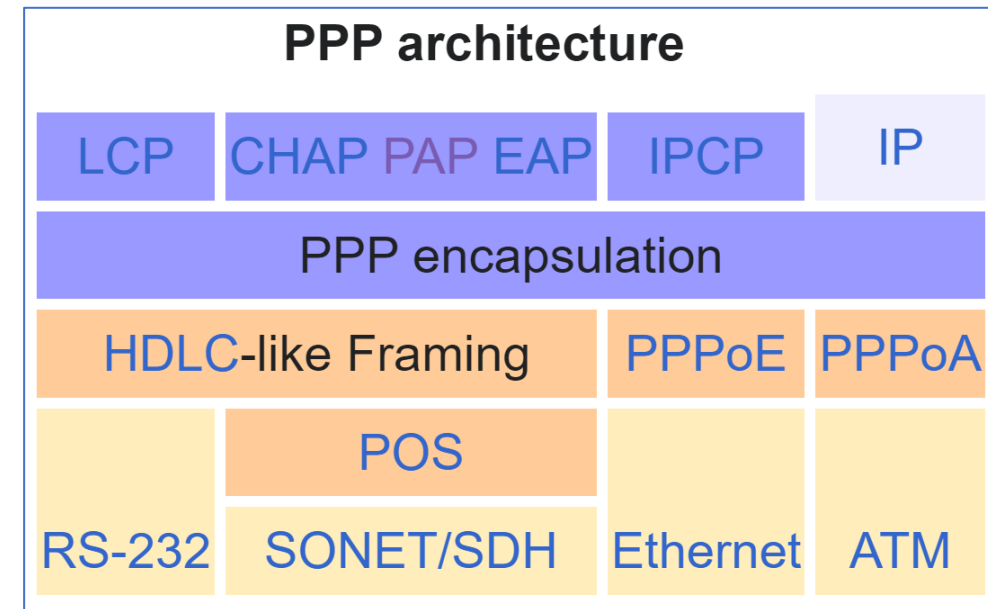 PPP architecture
LCP CHAP PAP EAP IPCP IP
PPP encapsulation
HDLC-like Framing PPPoE PPPoA
POS
RS-232 SONET/SDH Ethernet ATM